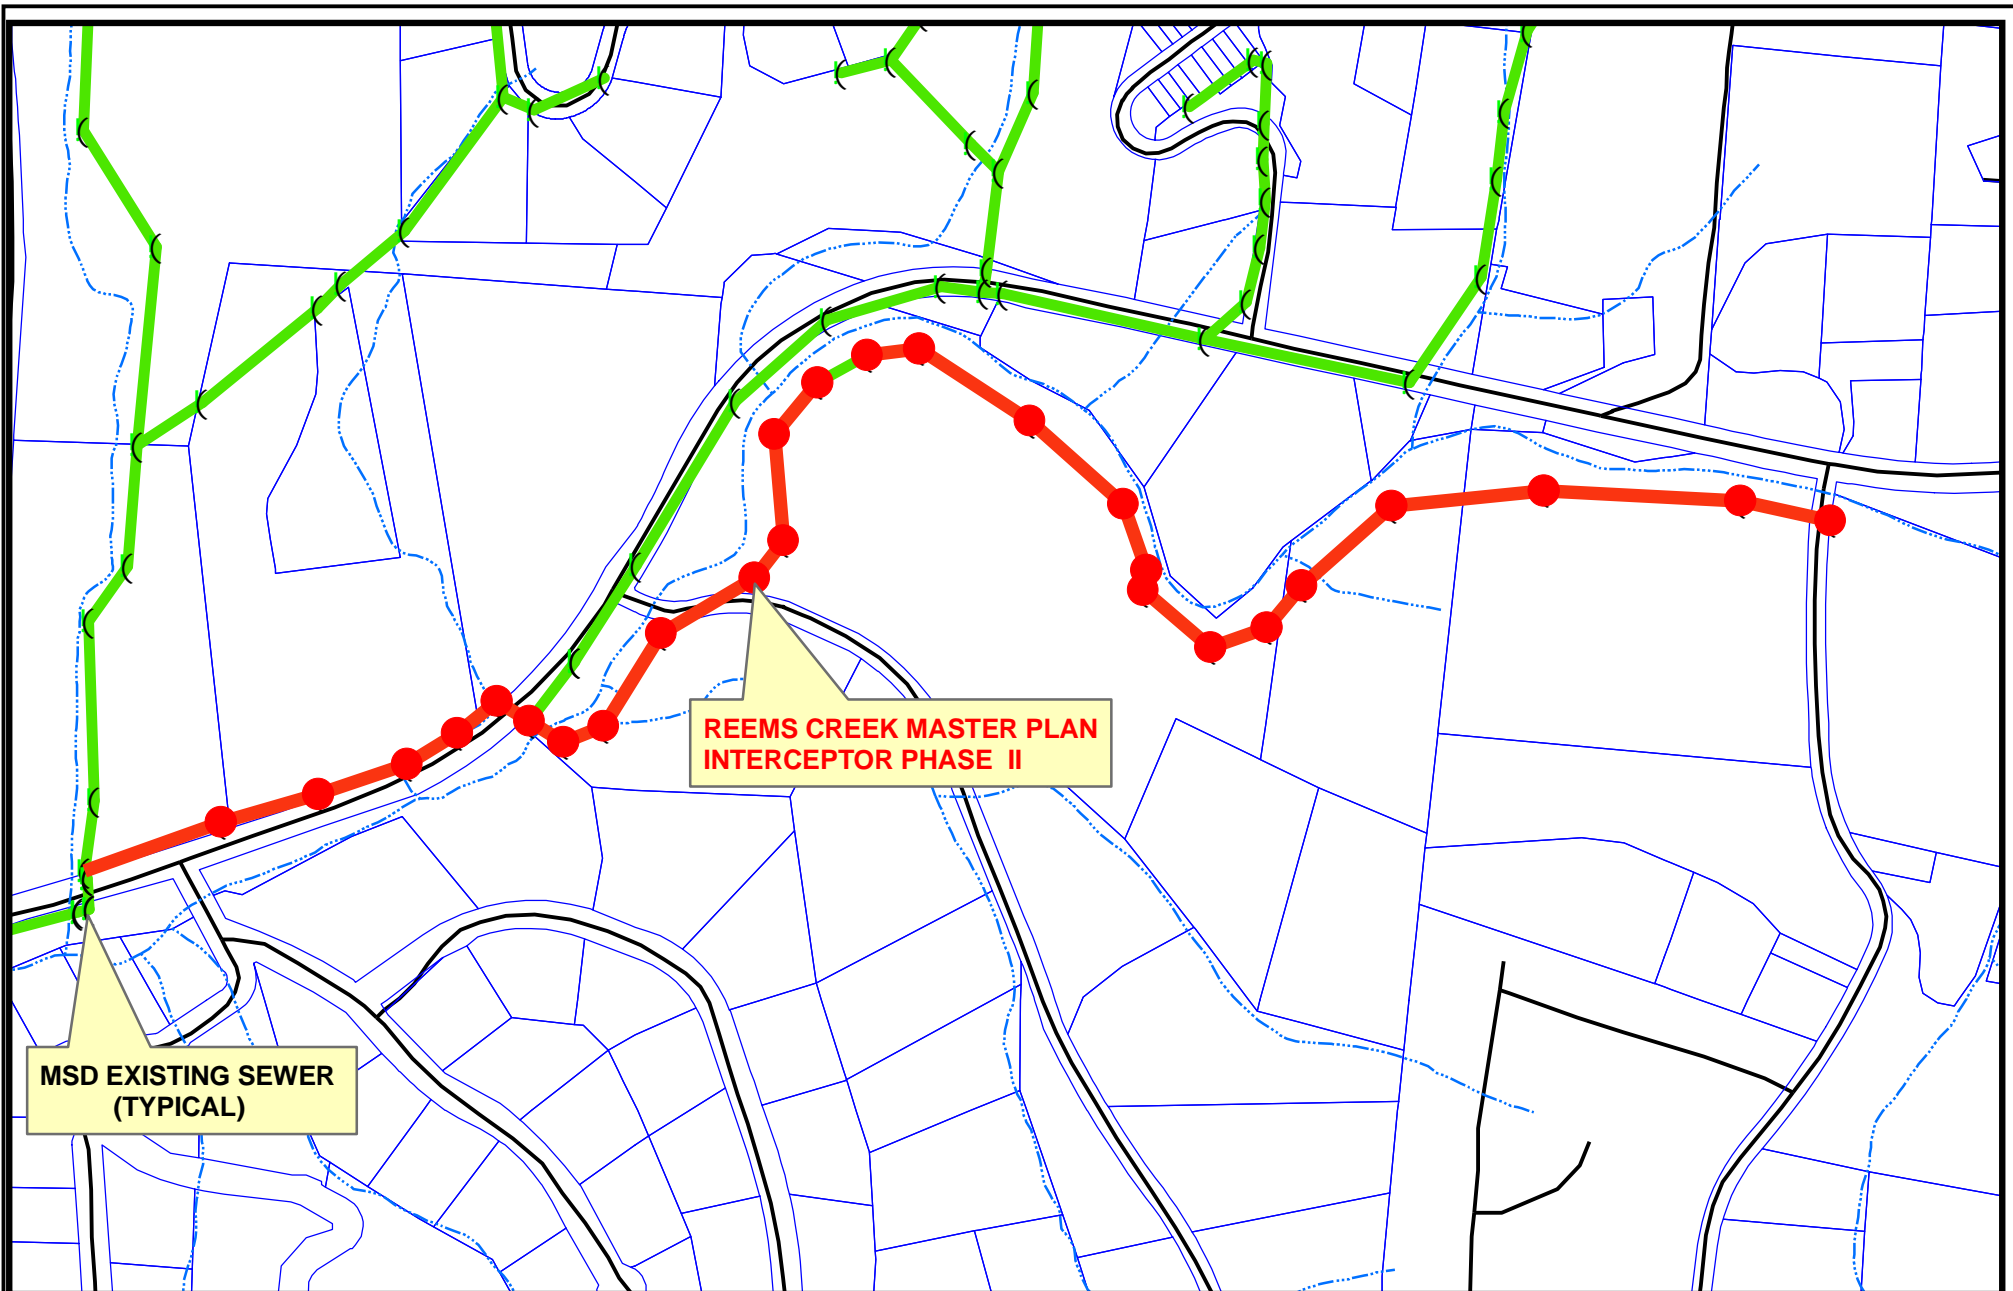 REEMS CREEK MASTER PLAN
INTERCEPTOR PHASE II
MSD EXISTING SEWER
(TYPICAL)